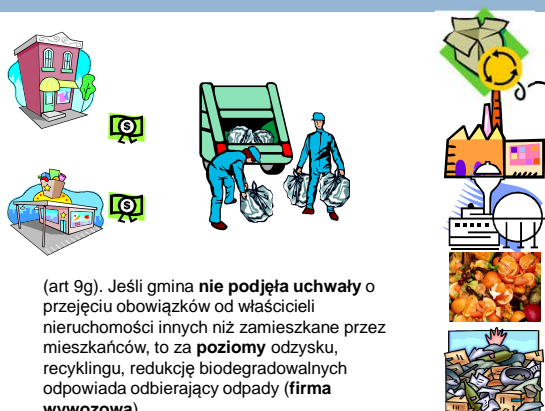 (art 9g). Jeśli gmina nie podjęła uchwały o
przejęciu obowiązków od właścicieli
nieruchomości innych niż zamieszkane przez
mieszkańców, to za poziomy odzysku,
recyklingu, redukcję biodegradowalnych
odpowiada odbierający odpady (firma
wywozowa)